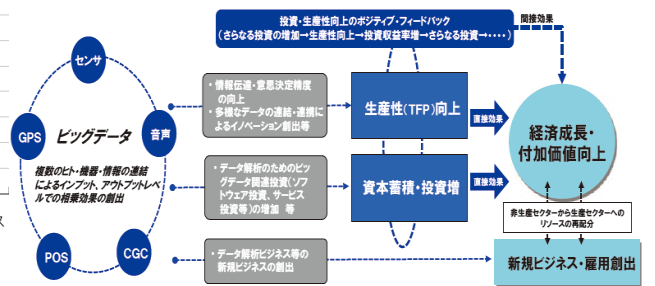 投資・生産性向上のポジティブ・フィードバック
(さらなる投資の増加→生産性向上→投資収益率増→さらなる投資→・・・・)
間接効果
センサ
GPS
ビッグデータ
音声
複数のヒト・機器・情報の連結
によるインプット、アウトプットレベ
ルでの相乗効果の創出
POS
CGC
・情報伝達・意思決定精度
の向上
・多様なデータの連結・連携に
よるイノベーション創出等
・データ解析のためのビッ
グデータ関連投資(ソフ
トウェア投資、サービス
投資等)の増加 等
・データ解析ビジネス等の
新規ビジネスの創出
生産性(TFP)向上
直接効果
資本蓄積・投資増
直接効果
経済成長・
付加価値向上
非生産セクターから生産セクターへの
リソースの再配分
新規ビジネス・雇用創出
ス